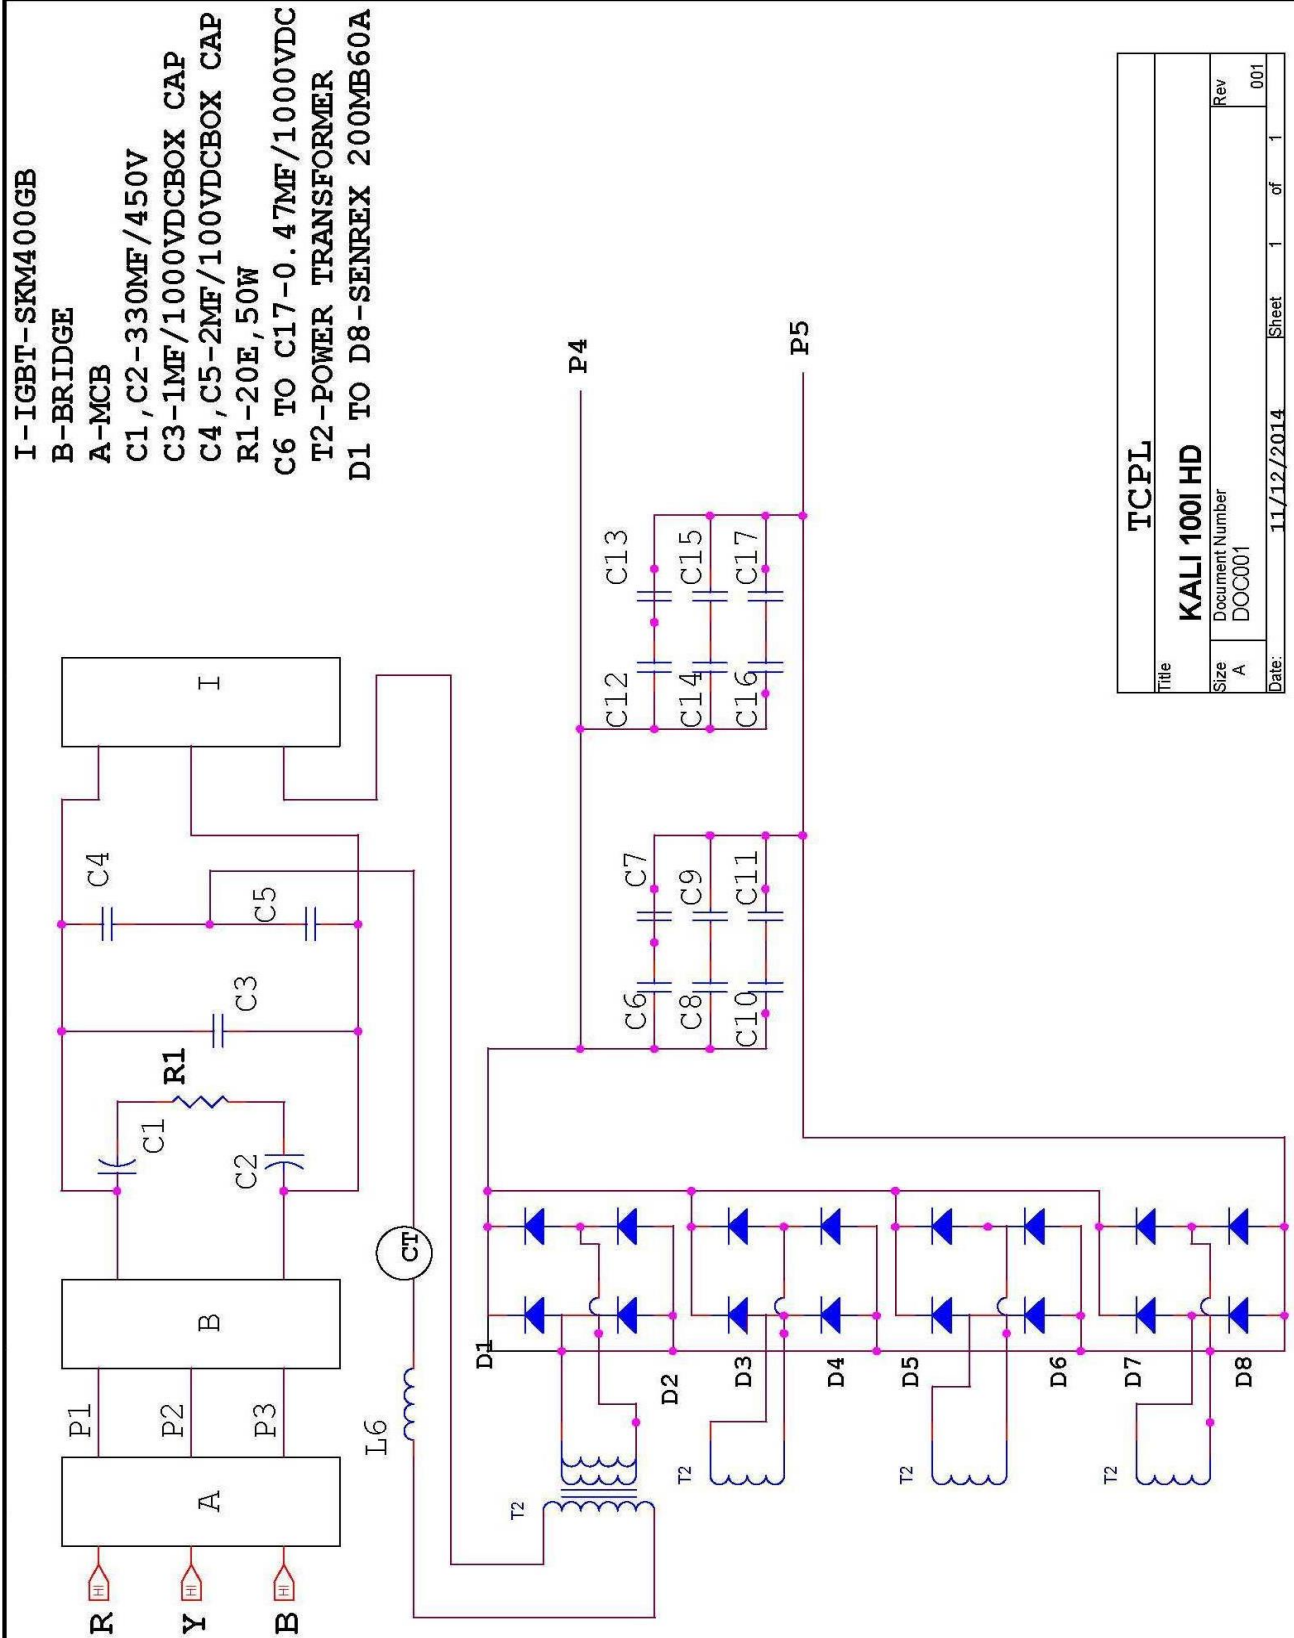 I-IGBT-SKM400GB
B-BRIDGE
A-MCB
C1,C2-330MF/450V
C3-1MF/1000VDCBOX CAP
C4,C5-2MF/100VDCBOX CAP
R1-20E,50W
C6 TO C17-0.47MF/1000VDC
T2-POWER TRANSFORMER
D1 TO D8-SENREX 200MB60A
R
Y
B
HI
HI
HI
A
P1
P2
P3
B
C1
C2
R1
C3
C4
C5
I
L6
CT
T2
T2
T2
T2
D1
D2
D3
D4
D5
D6
D7
D8
C6
C7
C8
C9
C10
C11
C12
C13
C14
C15
C16
C17
P4
P5
TCPL
Title
KALI 100I HD
Size
A
Document Number
DOC001
Rev
001
Date:
11/12/2014
Sheet 1 of 1